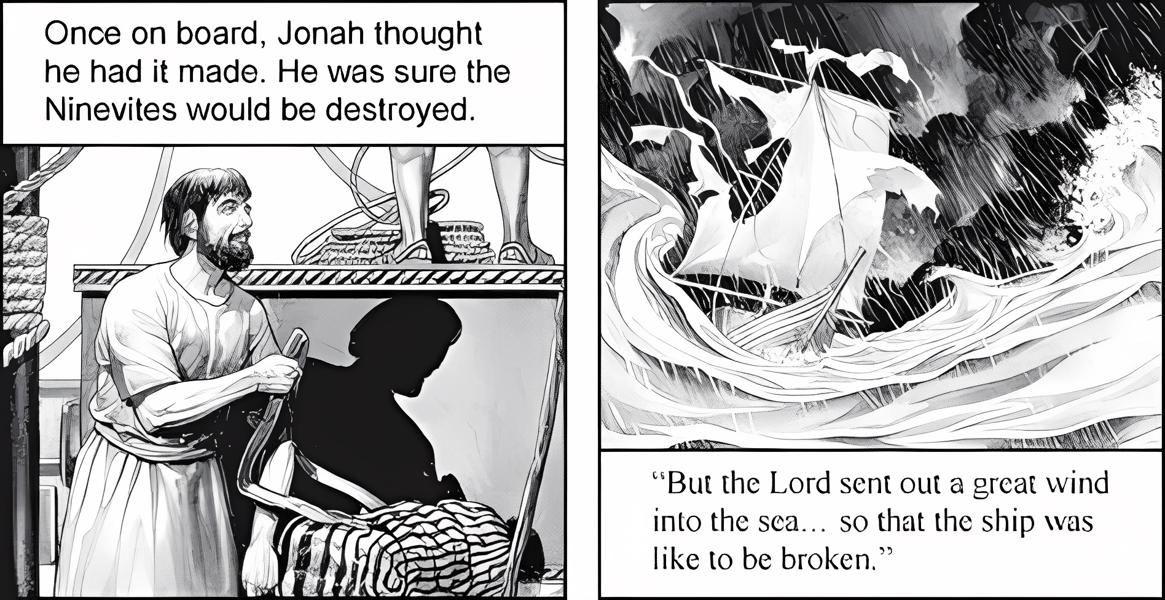 Once on board, Jonah thought
he had it made. He was sure the
Ninevites would be destroyed.
“But the Lord sent out a great wind
into the sea... so that the ship was
like to be broken.”